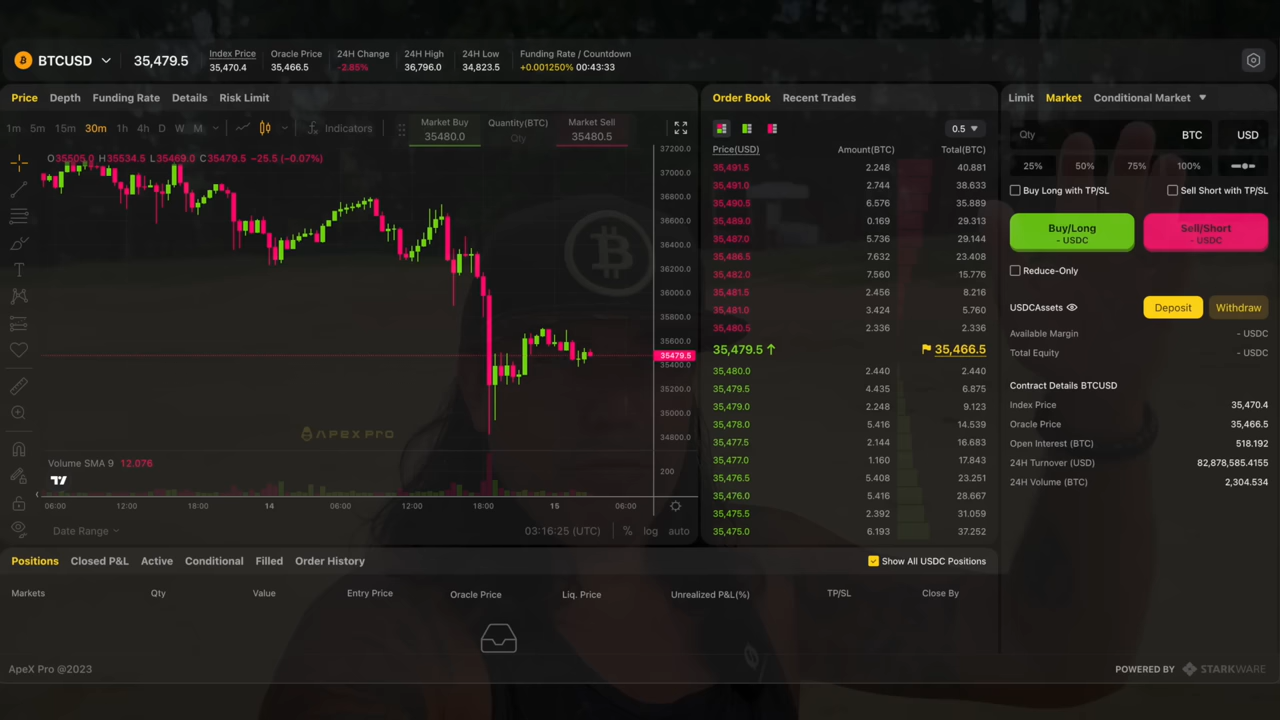 BTCUSD 35,479.5
Index Price Oracle Price 24H Change 24H High 24H Low Funding Rate / Countdown
35,470.4 35,466.5 -2.85% 36,796.0 34,823.5 +0.001250% 00:43:33
Price Depth Funding Rate Details Risk Limit
1m 5m 15m 30m 1h 4h D W M Indicators
Market Buy Quantity(BTC) Market Sell
35480.0 Qty 35480.5
O35505.0 H35534.5 L35469.0 C35479.5 -25.5 (-0.07%)
37200.0
37000.0
36800.0
36600.0
36400.0
36200.0
36000.0
35800.0
35600.0
35479.5
35400.0
35200.0
35000.0
34800.0
200
APEX PRO
Volume SMA 9 12.076
06:00 12:00 18:00 14 06:00 12:00 18:00 15 06:00
Date Range 03:16:25 (UTC) % log auto
Order Book Recent Trades
0.5
Price(USD) Amount(BTC) Total(BTC)
35,491.5 2.248 40.881
35,491.0 2.744 38.633
35,490.5 6.576 35.889
35,489.0 0.169 29.313
35,487.0 5.736 29.144
35,486.5 7.632 23.408
35,482.0 7.560 15.776
35,481.5 2.456 8.216
35,481.0 3.424 5.760
35,480.5 2.336 2.336
35,479.5 35,466.5
35,480.0 2.440 2.440
35,479.5 4.435 6.875
35,479.0 2.248 9.123
35,478.0 5.416 14.539
35,477.5 2.144 16.683
35,477.0 1.160 17.843
35,476.5 5.408 23.251
35,476.0 5.416 28.667
35,475.5 2.392 31.059
35,475.0 6.193 37.252
Limit Market Conditional Market
Qty BTC USD
25% 50% 75% 100%
Buy Long with TP/SL Sell Short with TP/SL
Buy/Long Sell/Short
- USDC - USDC
Reduce-Only
USDCAssets Deposit Withdraw
Available Margin - USDC
Total Equity - USDC
Contract Details BTCUSD
Index Price 35,470.4
Oracle Price 35,466.5
Open Interest (BTC) 518.192
24H Turnover (USD) 82,878,585.4155
24H Volume (BTC) 2,304.534
Positions Closed P&L Active Conditional Filled Order History Show All USDC Positions
Markets Qty Value Entry Price Oracle Price Liq. Price Unrealized P&L(%) TP/SL Close By
ApeX Pro @2023 POWERED BY STARKWARE